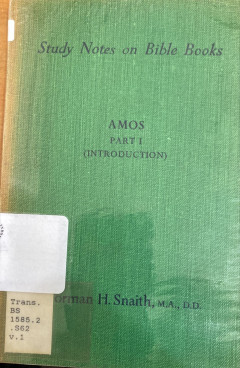 Study Notes on Bible Books
AMOS
PART I
(INTRODUCTION)
orman H. Snaith, M.A., D.D.
Trans.
BS
1585.2
.S62
v.1